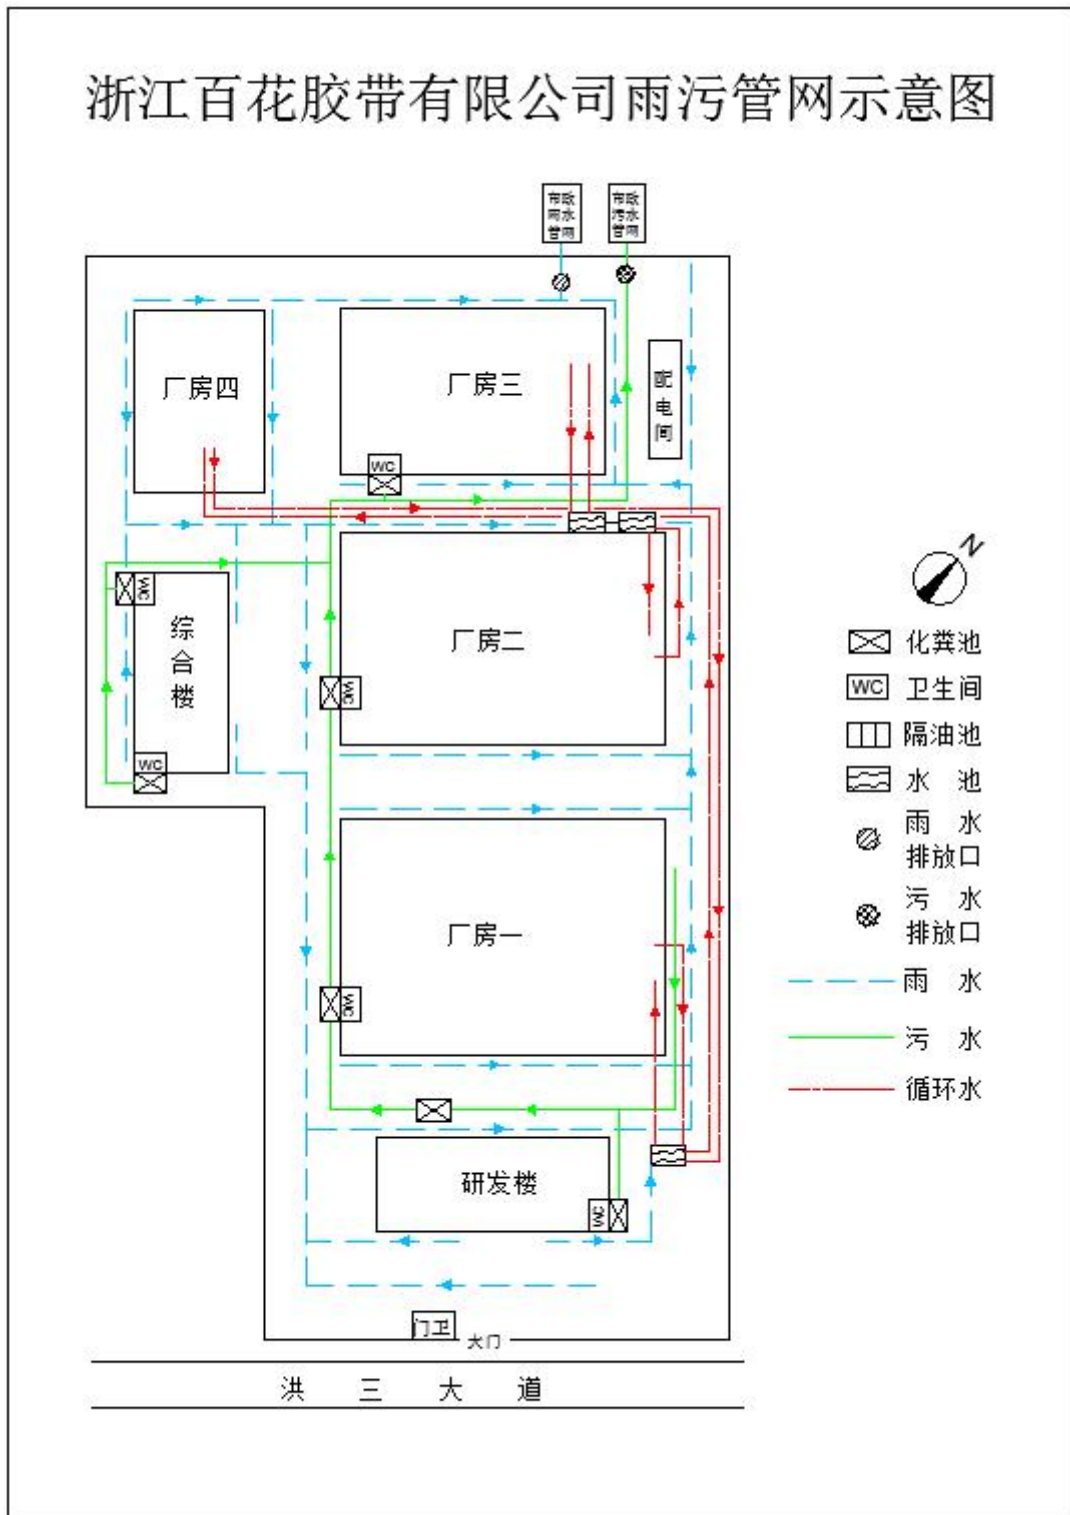 浙江百花胶带有限公司雨污管网示意图
市政
雨水
管网
市政
污水
管网
厂房四
厂房三
配
电
间
WC
N
WC
综
合
楼
厂房二
化粪池
WC
卫生间
WC
隔油池
WC
水 池
雨 水
排放口
厂房一
污 水
排放口
雨 水
WC
污 水
循环水
研发楼
WC
门卫
大门
洪 三 大 道